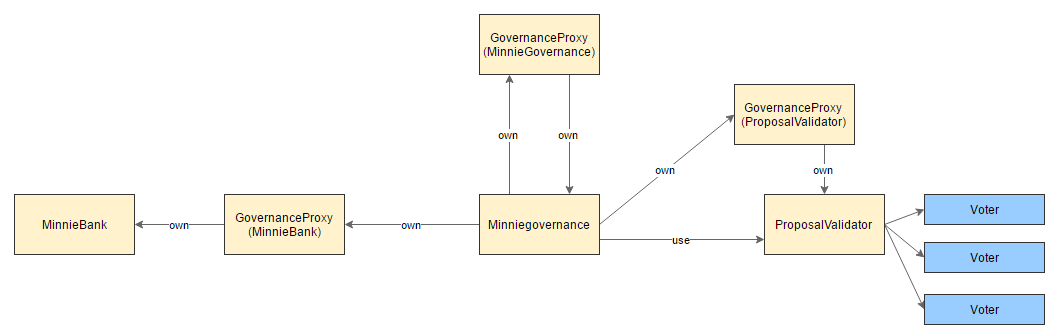 GovernanceProxy
(MinnieGovernance)
GovernanceProxy
(ProposalValidator)
own
own
own
own
MinnieBank
own
GovernanceProxy
(MinnieBank)
own
Minniegovernance
use
ProposalValidator
Voter
Voter
Voter